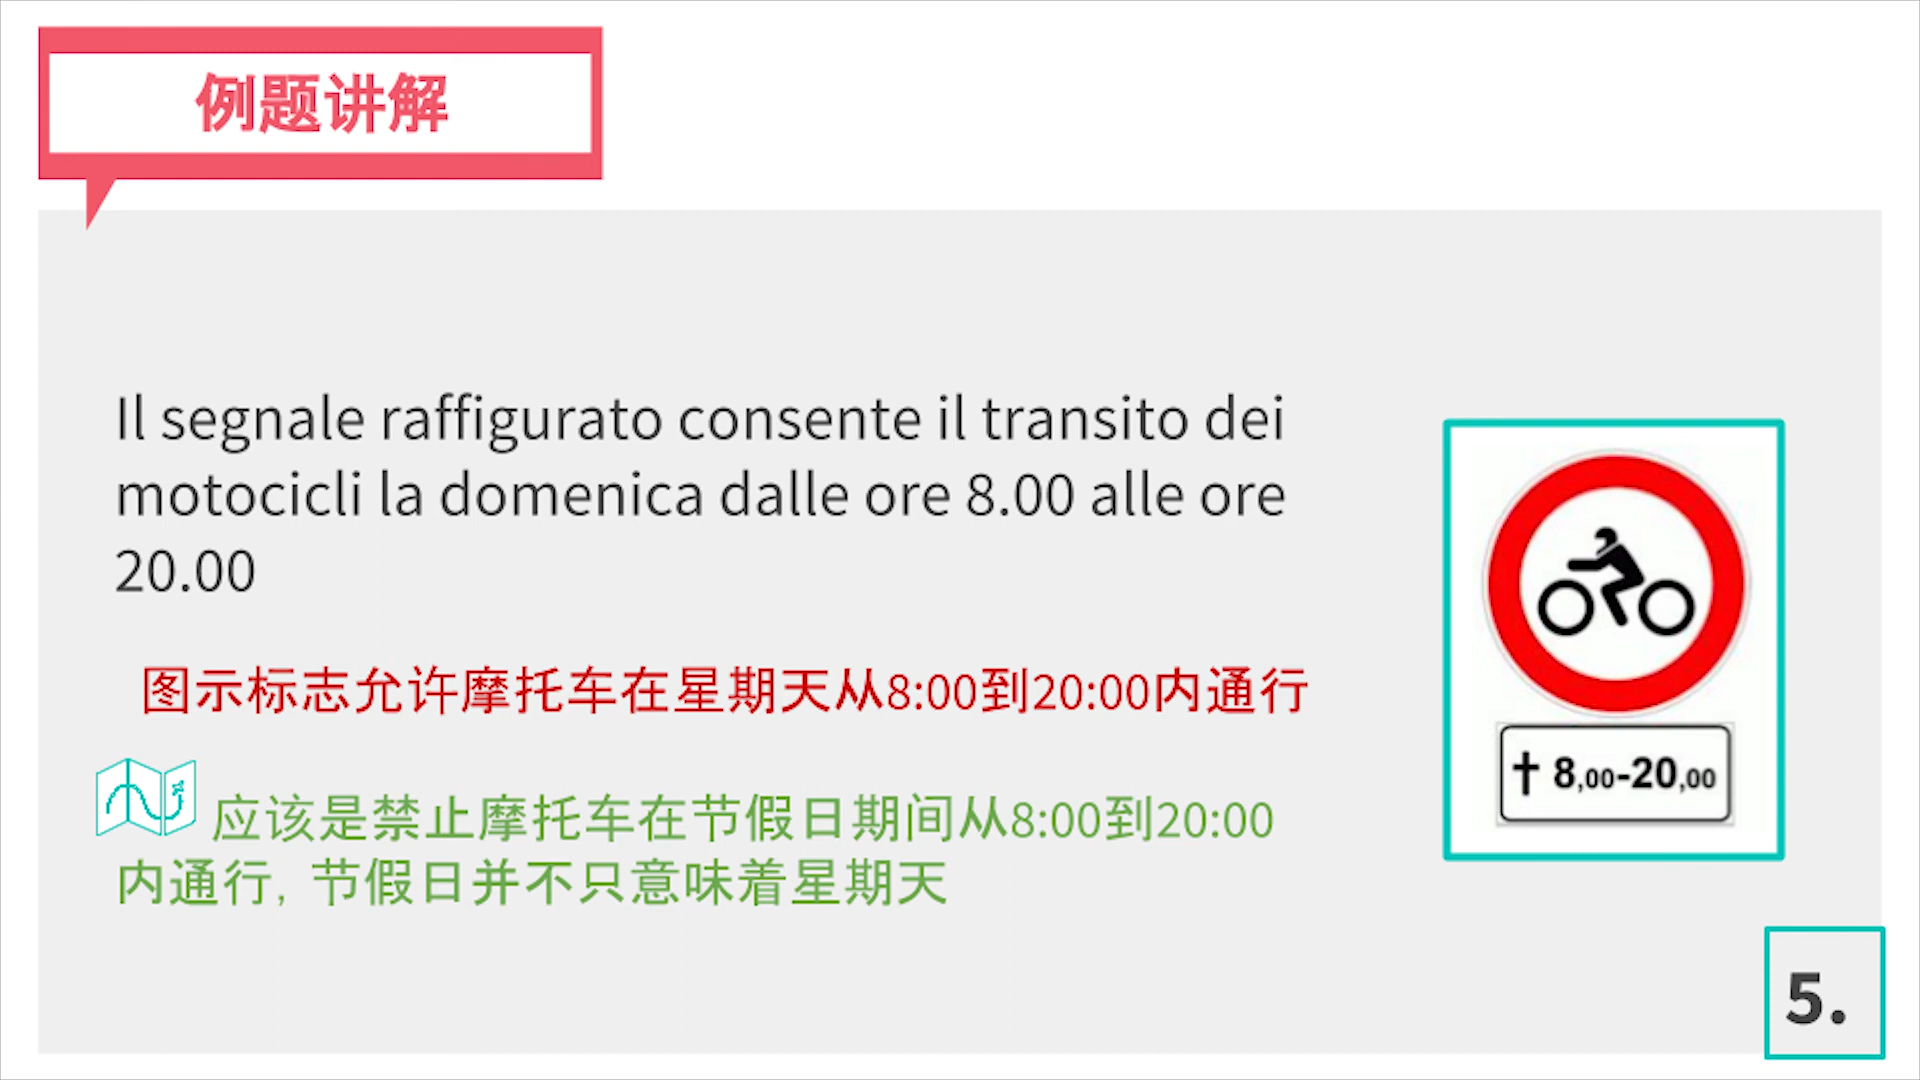 例题讲解
Il segnale raffigurato consente il transito dei
motocicli la domenica dalle ore 8.00 alle ore
20.00
图示标志允许摩托车在星期天从8:00到20:00内通行
应该是禁止摩托车在节假日期间从8:00到20:00
内通行, 节假日并不只意味着星期天
† 8,00-20,00
5.